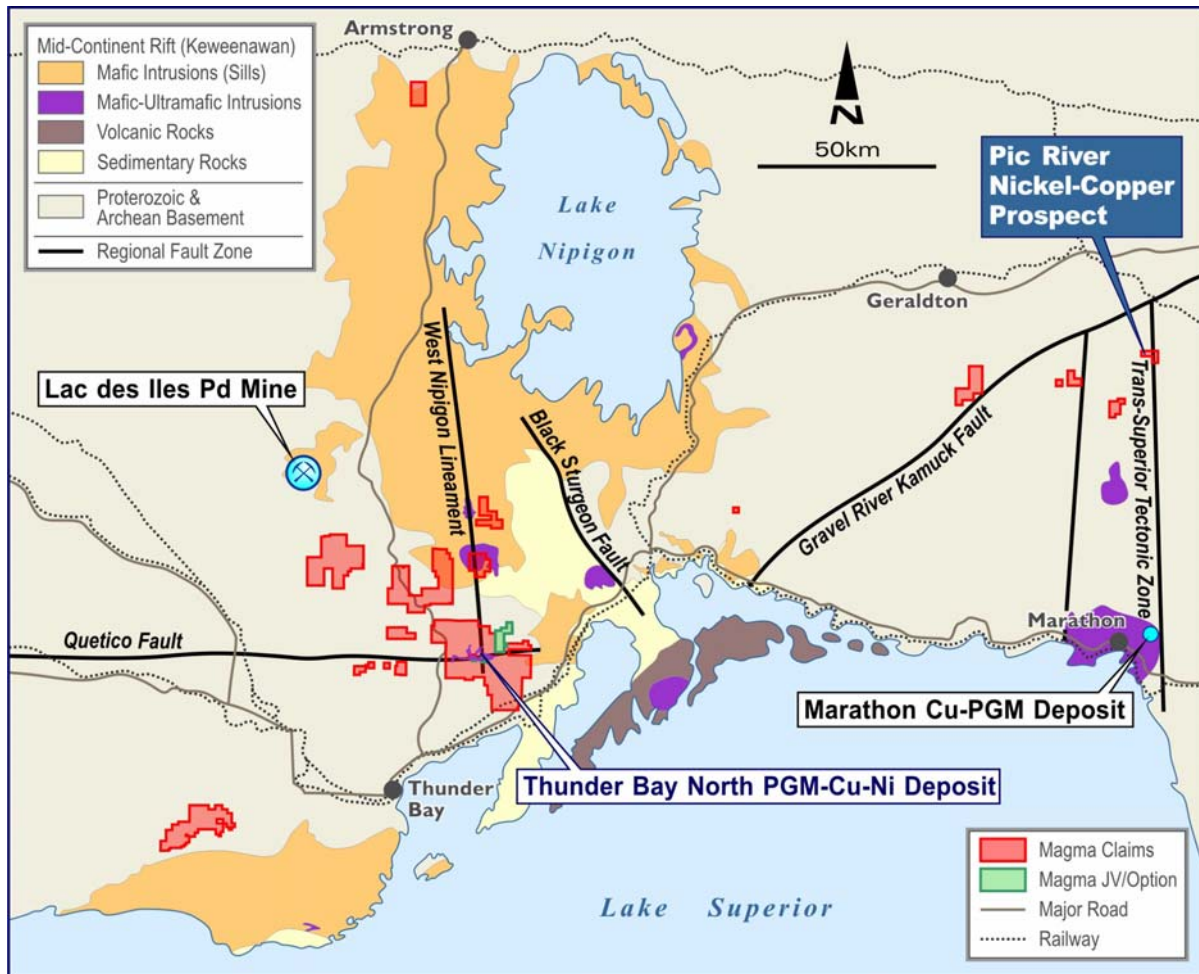 Mid-Continent Rift (Keweenawan)
Mafic Intrusions (Sills)
Mafic-Ultramafic Intrusions
Volcanic Rocks
Sedimentary Rocks
Proterozoic &
Archean Basement
Regional Fault Zone
Armstrong
N
50km
Pic River
Nickel-Copper
Prospect
Lake
Nipigon
Geraldton
Lac des Iles Pd Mine
West Nipigon Lineament
Black Sturgeon Fault
Gravel River Kamuck Fault
Trans-Superior Tectonic Zone
Quetico Fault
Marathon
Marathon Cu-PGM Deposit
Thunder Bay North PGM-Cu-Ni Deposit
Thunder
Bay
Lake Superior
Magma Claims
Magma JV/Option
Major Road
Railway